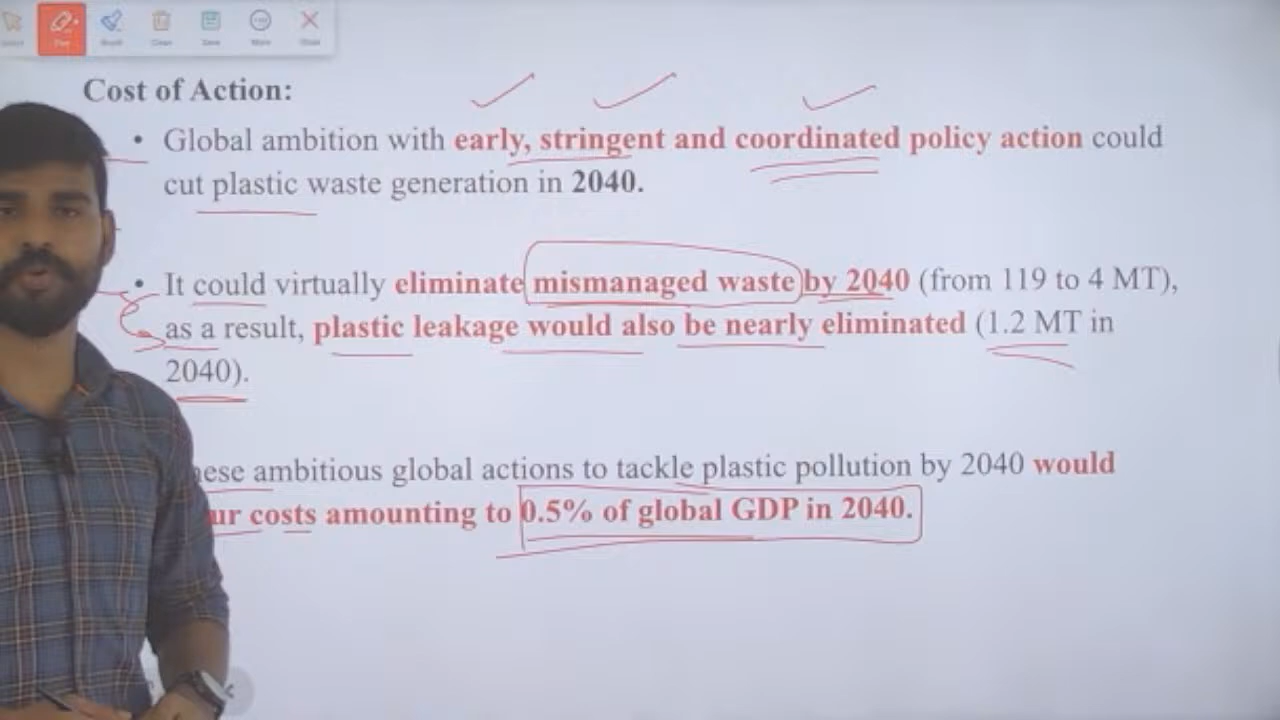 Clean
Save
More
Cost of Action:
• Global ambition with early, stringent and coordinated policy action could
cut plastic waste generation in 2040.
• It could virtually eliminate mismanaged waste by 2040 (from 119 to 4 MT),
as a result, plastic leakage would also be nearly eliminated (1.2 MT in
2040).
ese ambitious global actions to tackle plastic pollution by 2040 would
ur costs amounting to 0.5% of global GDP in 2040.